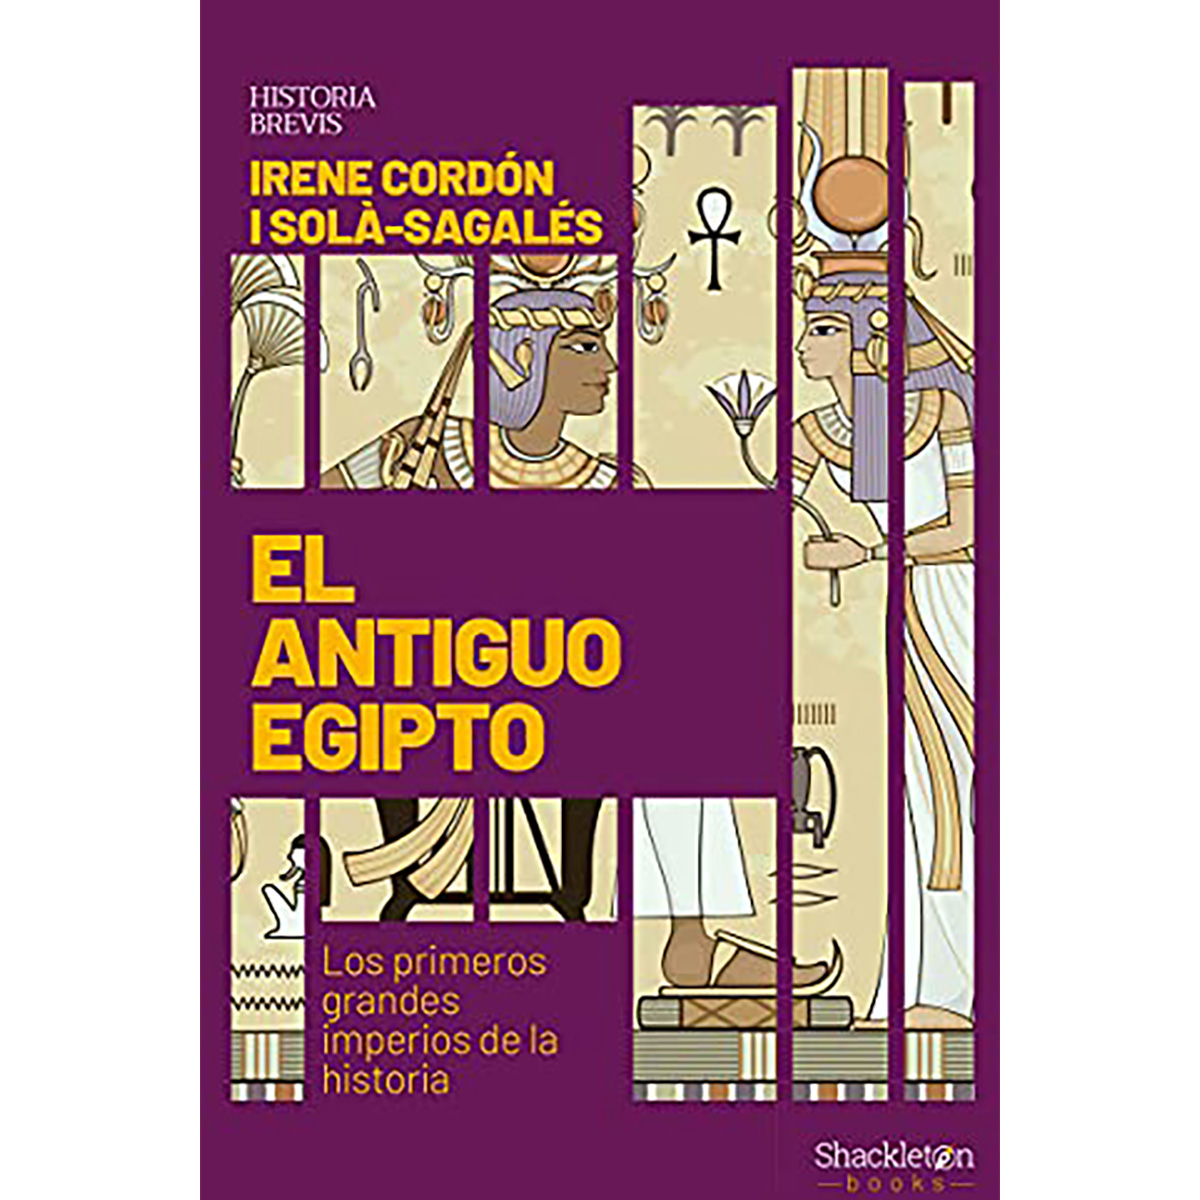 HISTORIA
BREVIS
IRENE CORDÓN
I SOLÀ-SAGALÉS
EL
ANTIGUO
EGIPTO
Los primeros
grandes
imperios de la
historia
Shackleton
books